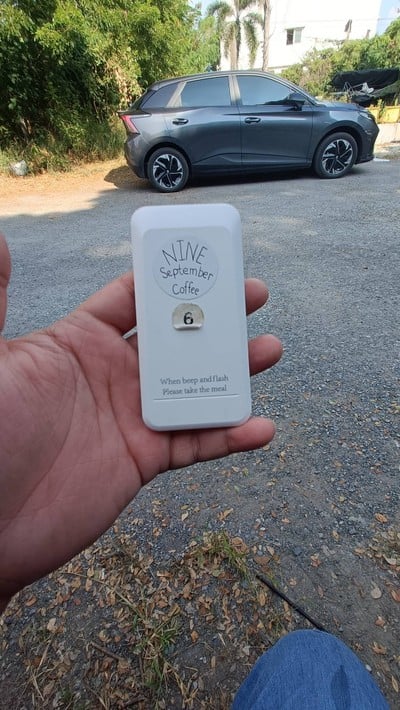 NINE
September
Coffee
6
When beep and flash
Please take the meal